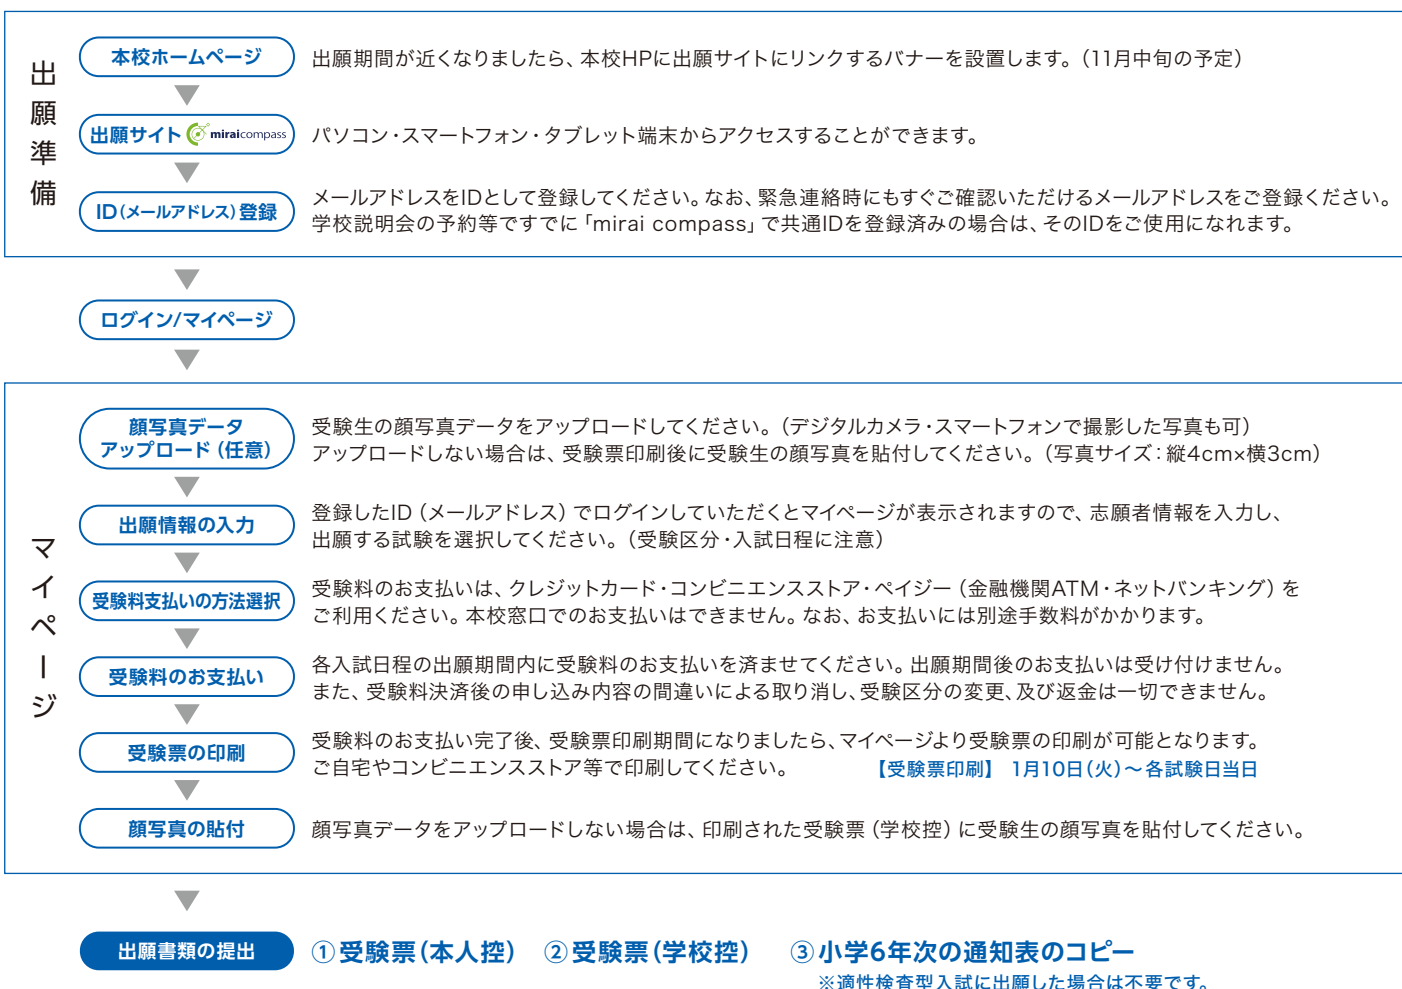 出願準備
本校ホームページ
出願期間が近くなりましたら、本校HPに出願サイトにリンクするバナーを設置します。（11月中旬の予定）
出願サイト miraicompass
パソコン・スマートフォン・タブレット端末からアクセスすることができます。
ID（メールアドレス）登録
メールアドレスをIDとして登録してください。なお、緊急連絡時にもすぐご確認いただけるメールアドレスをご登録ください。
学校説明会の予約等ですでに「mirai compass」で共通IDを登録済みの場合は、そのIDをご使用になれます。
ログイン/マイページ
マイページ
顔写真データ
アップロード（任意）
受験生の顔写真データをアップロードしてください。（デジタルカメラ・スマートフォンで撮影した写真も可）
アップロードしない場合は、受験票印刷後に受験生の顔写真を貼付してください。（写真サイズ：縦4cm×横3cm）
出願情報の入力
登録したID（メールアドレス）でログインしていただくとマイページが表示されますので、志願者情報を入力し、
出願する試験を選択してください。（受験区分・入試日程に注意）
受験料支払いの方法選択
受験料のお支払いは、クレジットカード・コンビニエンスストア・ペイジー（金融機関ATM・ネットバンキング）を
ご利用ください。本校窓口でのお支払いはできません。なお、お支払いには別途手数料がかかります。
受験料のお支払い
各入試日程の出願期間内に受験料のお支払いを済ませてください。出願期間後のお支払いは受け付けません。
また、受験料決済後の申し込み内容の間違いによる取り消し、受験区分の変更、及び返金は一切できません。
受験票の印刷
受験料のお支払い完了後、受験票印刷期間になりましたら、マイページより受験票の印刷が可能となります。
ご自宅やコンビニエンスストア等で印刷してください。 【受験票印刷】 1月10日（火）～各試験日当日
顔写真の貼付
顔写真データをアップロードしない場合は、印刷された受験票（学校控）に受験生の顔写真を貼付してください。
出願書類の提出
①受験票（本人控） ②受験票（学校控） ③小学6年次の通知表のコピー
※適性検査型入試に出願した場合は不要です。